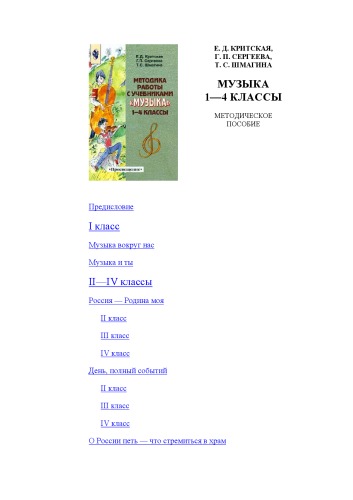 Е. Д. Критская
Г. П. Сергеева
Т. С. Шмагина
МЕТОДИКА
РАБОТЫ
С УЧЕБНИКАМИ
«МУЗЫКА»
1—4 КЛАССЫ
«Просвещение»
Е. Д. КРИТСКАЯ,
Г. П. СЕРГЕЕВА,
Т. С. ШМАГИНА
МУЗЫКА
1—4 КЛАССЫ
МЕТОДИЧЕСКОЕ
ПОСОБИЕ
Предисловие
I класс
Музыка вокруг нас
Музыка и ты
II—IV классы
Россия — Родина моя
II класс
III класс
IV класс
День, полный событий
II класс
III класс
IV класс
О России петь — что стремиться в храм